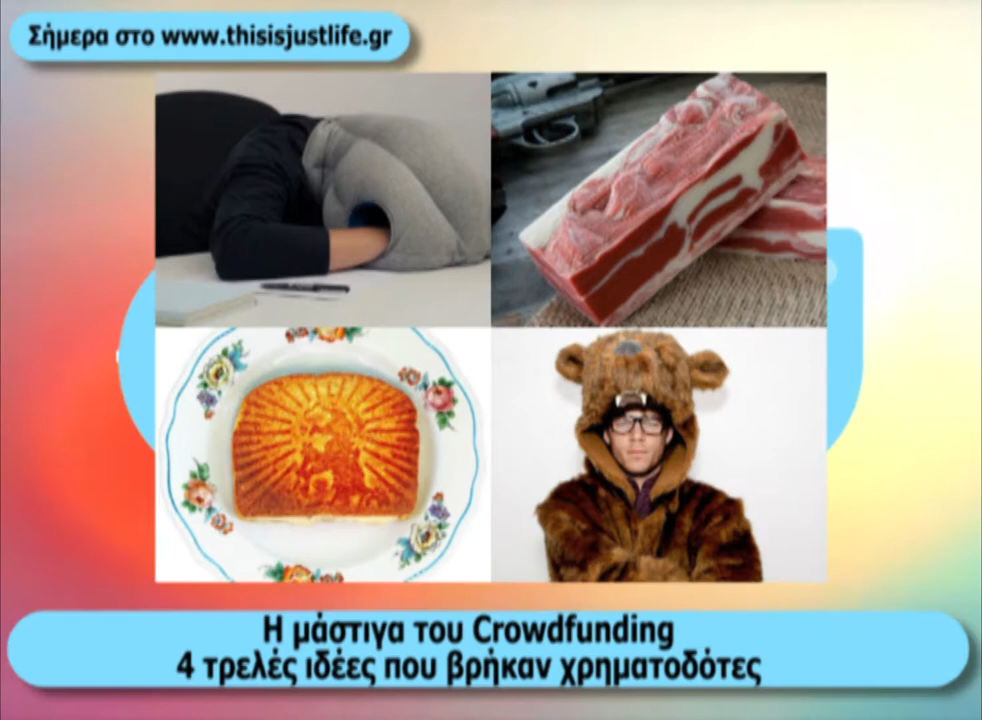 Σήμερα στο www.thisisjustlife.gr
Η μάστιγα του Crowdfunding
4 τρελές ιδέες που βρήκαν χρηματοδότες